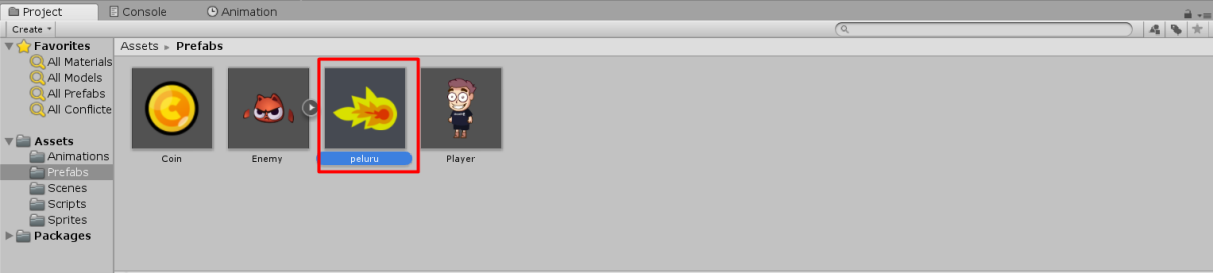 Project Console Animation
Create
Favorites
All Materials
All Models
All Prefabs
All Conflicte
Assets
Animations
Prefabs
Scenes
Scripts
Sprites
Packages
Assets Prefabs
Coin Enemy peluru Player